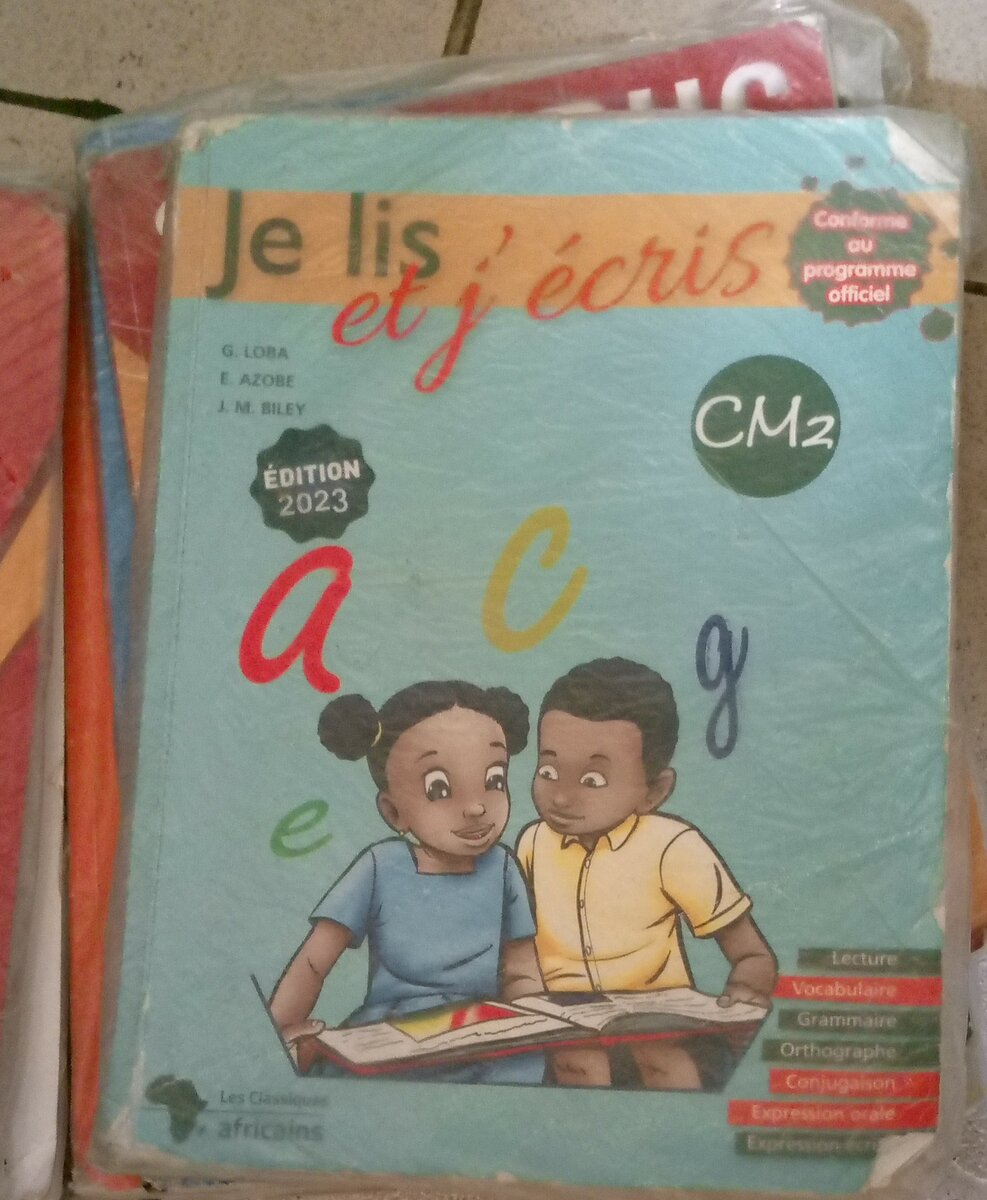 Je lis
et j'écris
Conforme
au
programme
officiel
G. LOBA
E. AZOBE
J. M. BILEY
CM2
ÉDITION
2023
a
c
g
e
Lecture
Vocabulaire
Grammaire
Orthographe
Conjugaison
Expression orale
Expression
Les Classiques
africains